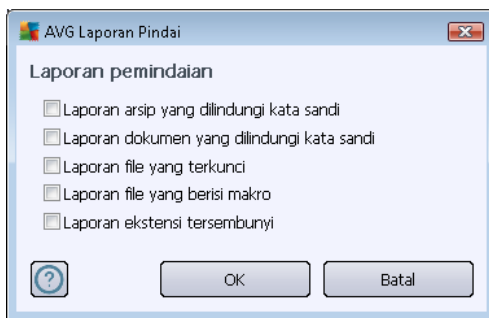 AVG Laporan Pindai
Laporan pemindaian
Laporan arsip yang dilindungi kata sandi
Laporan dokumen yang dilindungi kata sandi
Laporan file yang terkunci
Laporan file yang berisi makro
Laporan ekstensi tersembunyi
? OK Batal